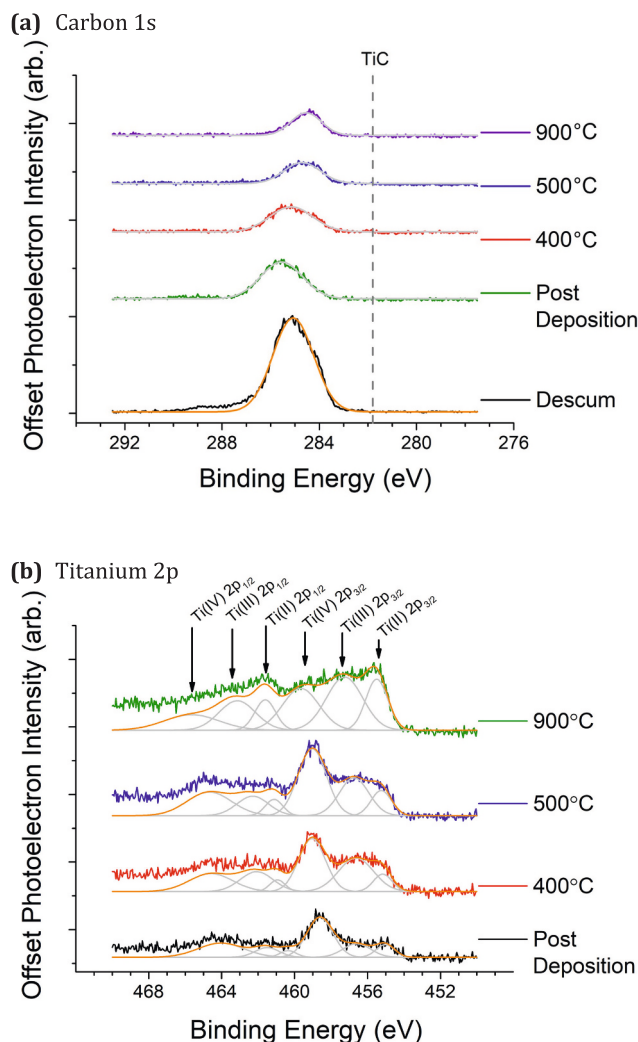 (a) Carbon 1s
Offset Photoelectron Intensity (arb.)
TiC
900°C
500°C
400°C
Post
Deposition
Descum
292 288 284 280 276
Binding Energy (eV)
(b) Titanium 2p
Offset Photoelectron Intensity (arb.)
Ti(IV) 2p1/2
Ti(III) 2p1/2
Ti(II) 2p1/2
Ti(IV) 2p3/2
Ti(III) 2p3/2
Ti(II) 2p3/2
900°C
500°C
400°C
Post
Deposition
468 464 460 456 452
Binding Energy (eV)